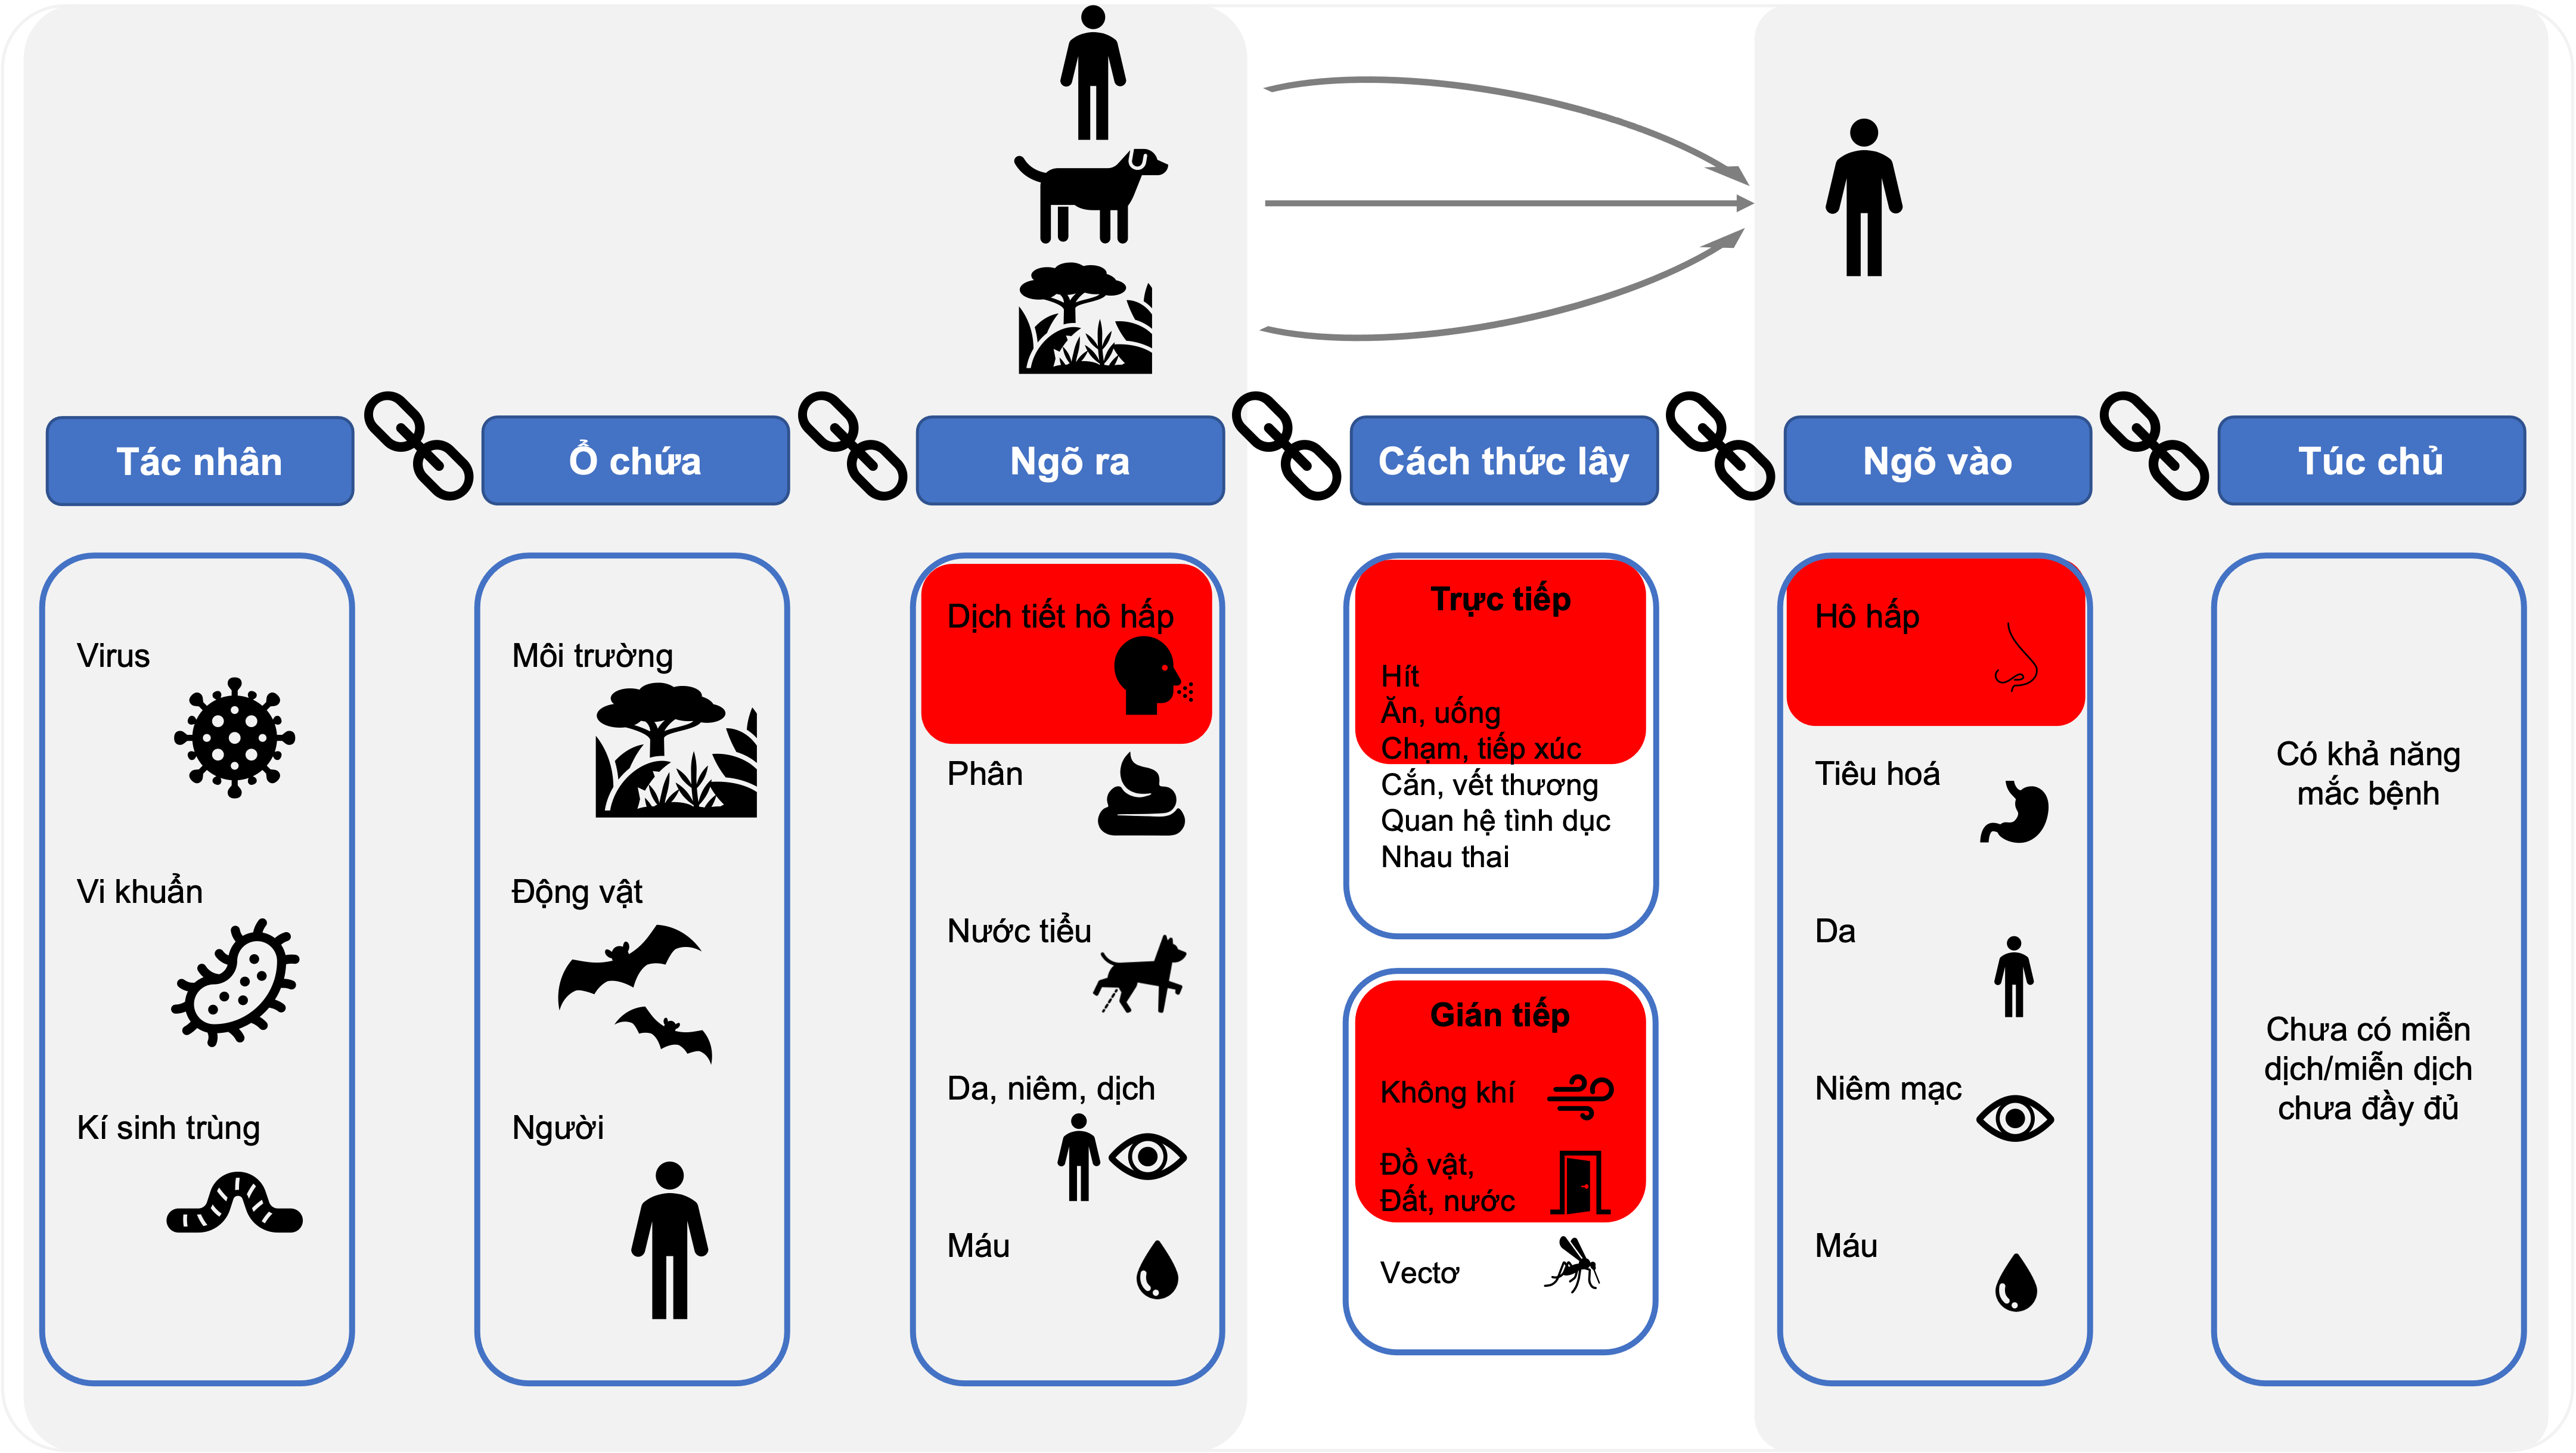 Tác nhân
Ổ chứa
Ngõ ra
Cách thức lây
Ngõ vào
Túc chủ
Virus
Vi khuẩn
Kí sinh trùng
Môi trường
Động vật
Người
Dịch tiết hô hấp
Phân
Nước tiểu
Da, niêm, dịch
Máu
Trực tiếp
Hít
Ăn, uống
Chạm, tiếp xúc
Cắn, vết thương
Quan hệ tình dục
Nhau thai
Gián tiếp
Không khí
Đồ vật,
Đất, nước
Vectơ
Hô hấp
Tiêu hoá
Da
Niêm mạc
Máu
Có khả năng
mắc bệnh
Chưa có miễn
dịch/miễn dịch
chưa đầy đủ